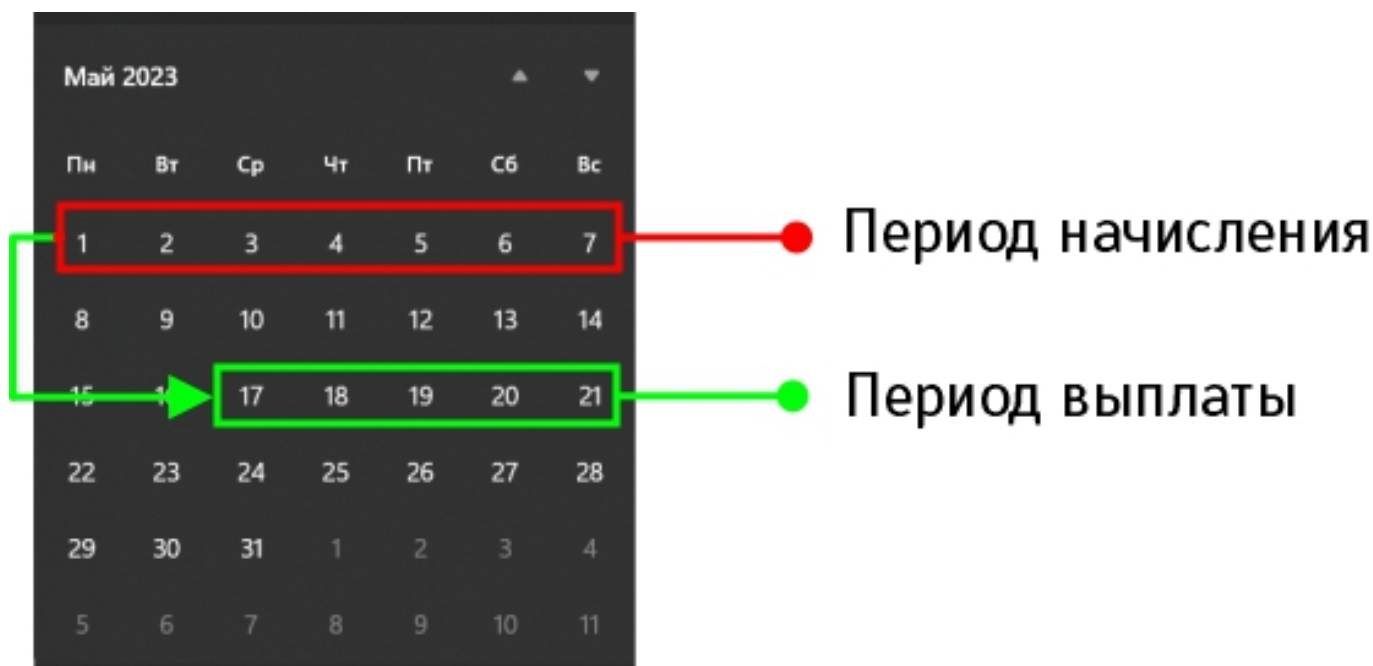 Май 2023
Пн Вт Ср Чт Пт Сб Вс
1 2 3 4 5 6 7
Период начисления
8 9 10 11 12 13 14
15 17 18 19 20 21
Период выплаты
22 23 24 25 26 27 28
29 30 31 1 2 3 4
5 6 7 8 9 10 11